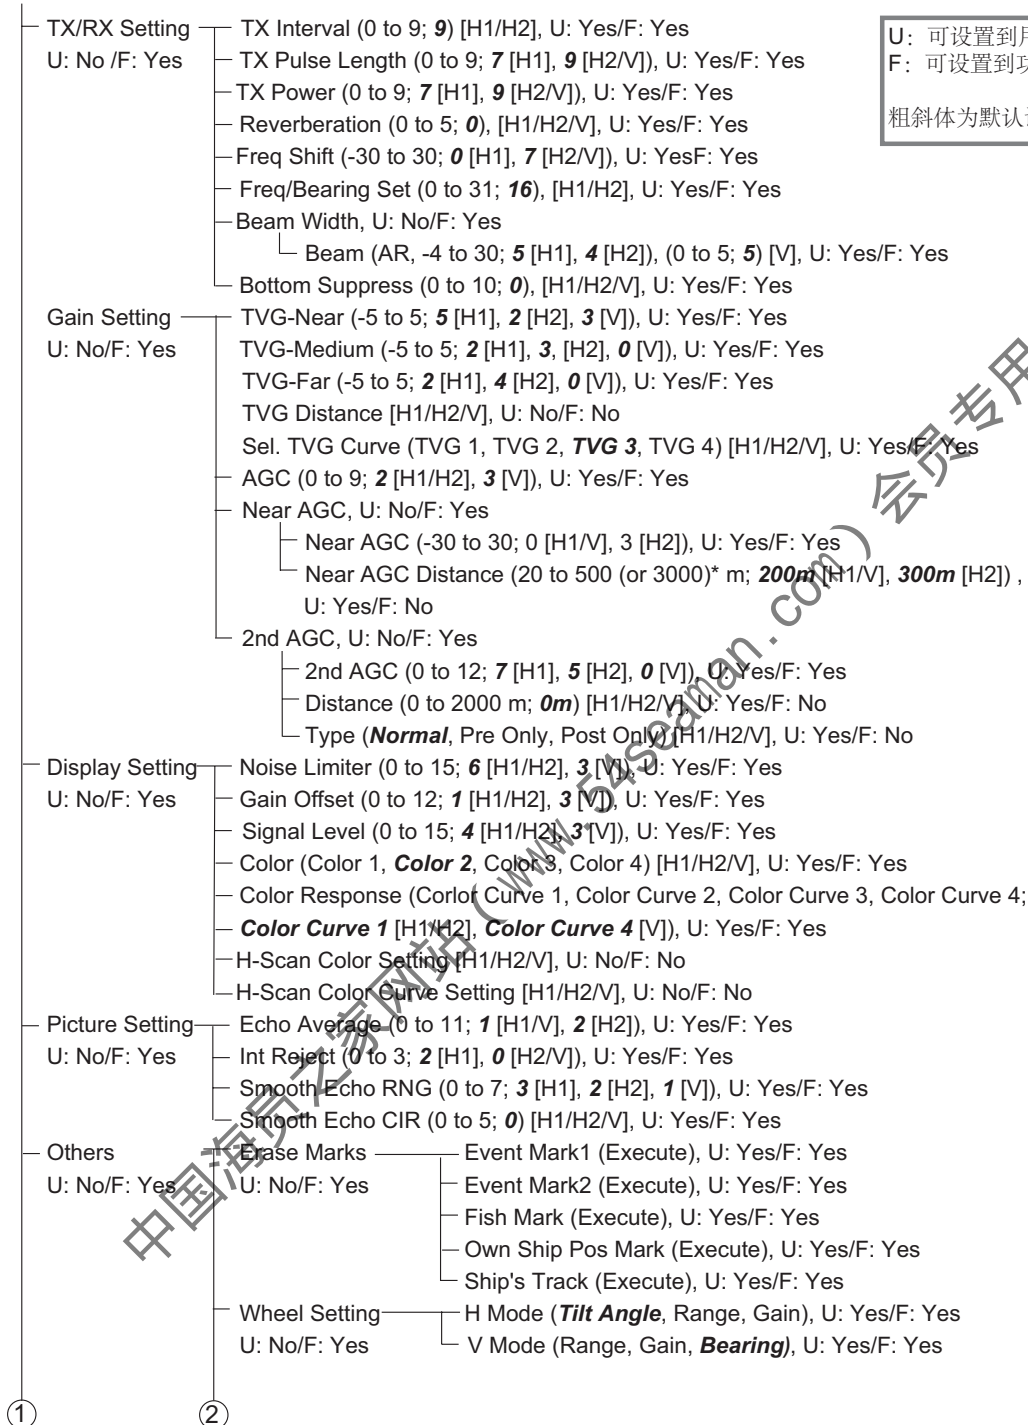 TX/RX Setting
U: No /F: Yes
TX Interval (0 to 9; 9) [H1/H2], U: Yes/F: Yes
TX Pulse Length (0 to 9; 7 [H1], 9 [H2/V]), U: Yes/F: Yes
TX Power (0 to 9; 7 [H1], 9 [H2/V]), U: Yes/F: Yes
Reverberation (0 to 5; 0), [H1/H2/V], U: Yes/F: Yes
Freq Shift (-30 to 30; 0 [H1], 7 [H2/V]), U: YesF: Yes
Freq/Bearing Set (0 to 31; 16), [H1/H2], U: Yes/F: Yes
Beam Width, U: No/F: Yes
Beam (AR, -4 to 30; 5 [H1], 4 [H2]), (0 to 5; 5) [V], U: Yes/F: Yes
Bottom Suppress (0 to 10; 0), [H1/H2/V], U: Yes/F: Yes
U: 可设置到
F: 可设置到
粗斜体为默认
Gain Setting
U: No/F: Yes
TVG-Near (-5 to 5; 5 [H1], 2 [H2], 3 [V]), U: Yes/F: Yes
TVG-Medium (-5 to 5; 2 [H1], 3, [H2], 0 [V]), U: Yes/F: Yes
TVG-Far (-5 to 5; 2 [H1], 4 [H2], 0 [V]), U: Yes/F: Yes
TVG Distance [H1/H2/V], U: No/F: No
Sel. TVG Curve (TVG 1, TVG 2, TVG 3, TVG 4) [H1/H2/V], U: Yes/F: Yes
AGC (0 to 9; 2 [H1/H2], 3 [V]), U: Yes/F: Yes
Near AGC, U: No/F: Yes
Near AGC (-30 to 30; 0 [H1/V], 3 [H2]), U: Yes/F: Yes
Near AGC Distance (20 to 500 (or 3000)* m; 200m [H1/V], 300m [H2]) ,
U: Yes/F: No
2nd AGC, U: No/F: Yes
2nd AGC (0 to 12; 7 [H1], 5 [H2], 0 [V]), U: Yes/F: Yes
Distance (0 to 2000 m; 0m) [H1/H2/V], U: Yes/F: No
Type (Normal, Pre Only, Post Only) [H1/H2/V], U: Yes/F: No
Display Setting
U: No/F: Yes
Noise Limiter (0 to 15; 6 [H1/H2], 3 [V]), U: Yes/F: Yes
Gain Offset (0 to 12; 1 [H1/H2], 3 [V]), U: Yes/F: Yes
Signal Level (0 to 15; 4 [H1/H2], 3 [V]), U: Yes/F: Yes
Color (Color 1, Color 2, Color 3, Color 4) [H1/H2/V], U: Yes/F: Yes
Color Response (Corlor Curve 1, Color Curve 2, Color Curve 3, Color Curve 4;
Color Curve 1 [H1/H2], Color Curve 4 [V]), U: Yes/F: Yes
H-Scan Color Setting [H1/H2/V], U: No/F: No
H-Scan Color Curve Setting [H1/H2/V], U: No/F: No
Picture Setting
U: No/F: Yes
Echo Average (0 to 11; 1 [H1/V], 2 [H2]), U: Yes/F: Yes
Int Reject (0 to 3; 2 [H1], 0 [H2/V]), U: Yes/F: Yes
Smooth Echo RNG (0 to 7; 3 [H1], 2 [H2], 1 [V]), U: Yes/F: Yes
Smooth Echo CIR (0 to 5; 0) [H1/H2/V], U: Yes/F: Yes
Others
U: No/F: Yes
Erase Marks
U: No/F: Yes
Event Mark1 (Execute), U: Yes/F: Yes
Event Mark2 (Execute), U: Yes/F: Yes
Fish Mark (Execute), U: Yes/F: Yes
Own Ship Pos Mark (Execute), U: Yes/F: Yes
Ship's Track (Execute), U: Yes/F: Yes
Wheel Setting
U: No/F: Yes
H Mode (Tilt Angle, Range, Gain), U: Yes/F: Yes
V Mode (Range, Gain, Bearing), U: Yes/F: Yes
1
2
中国海员之家网站（www.54seaman.com）会员专用